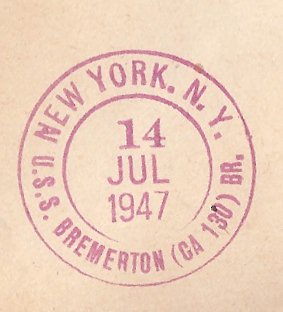 NEW YORK. N. Y.
14
JUL
1947
U.S.S. BREMERTON (CA 130) BR.